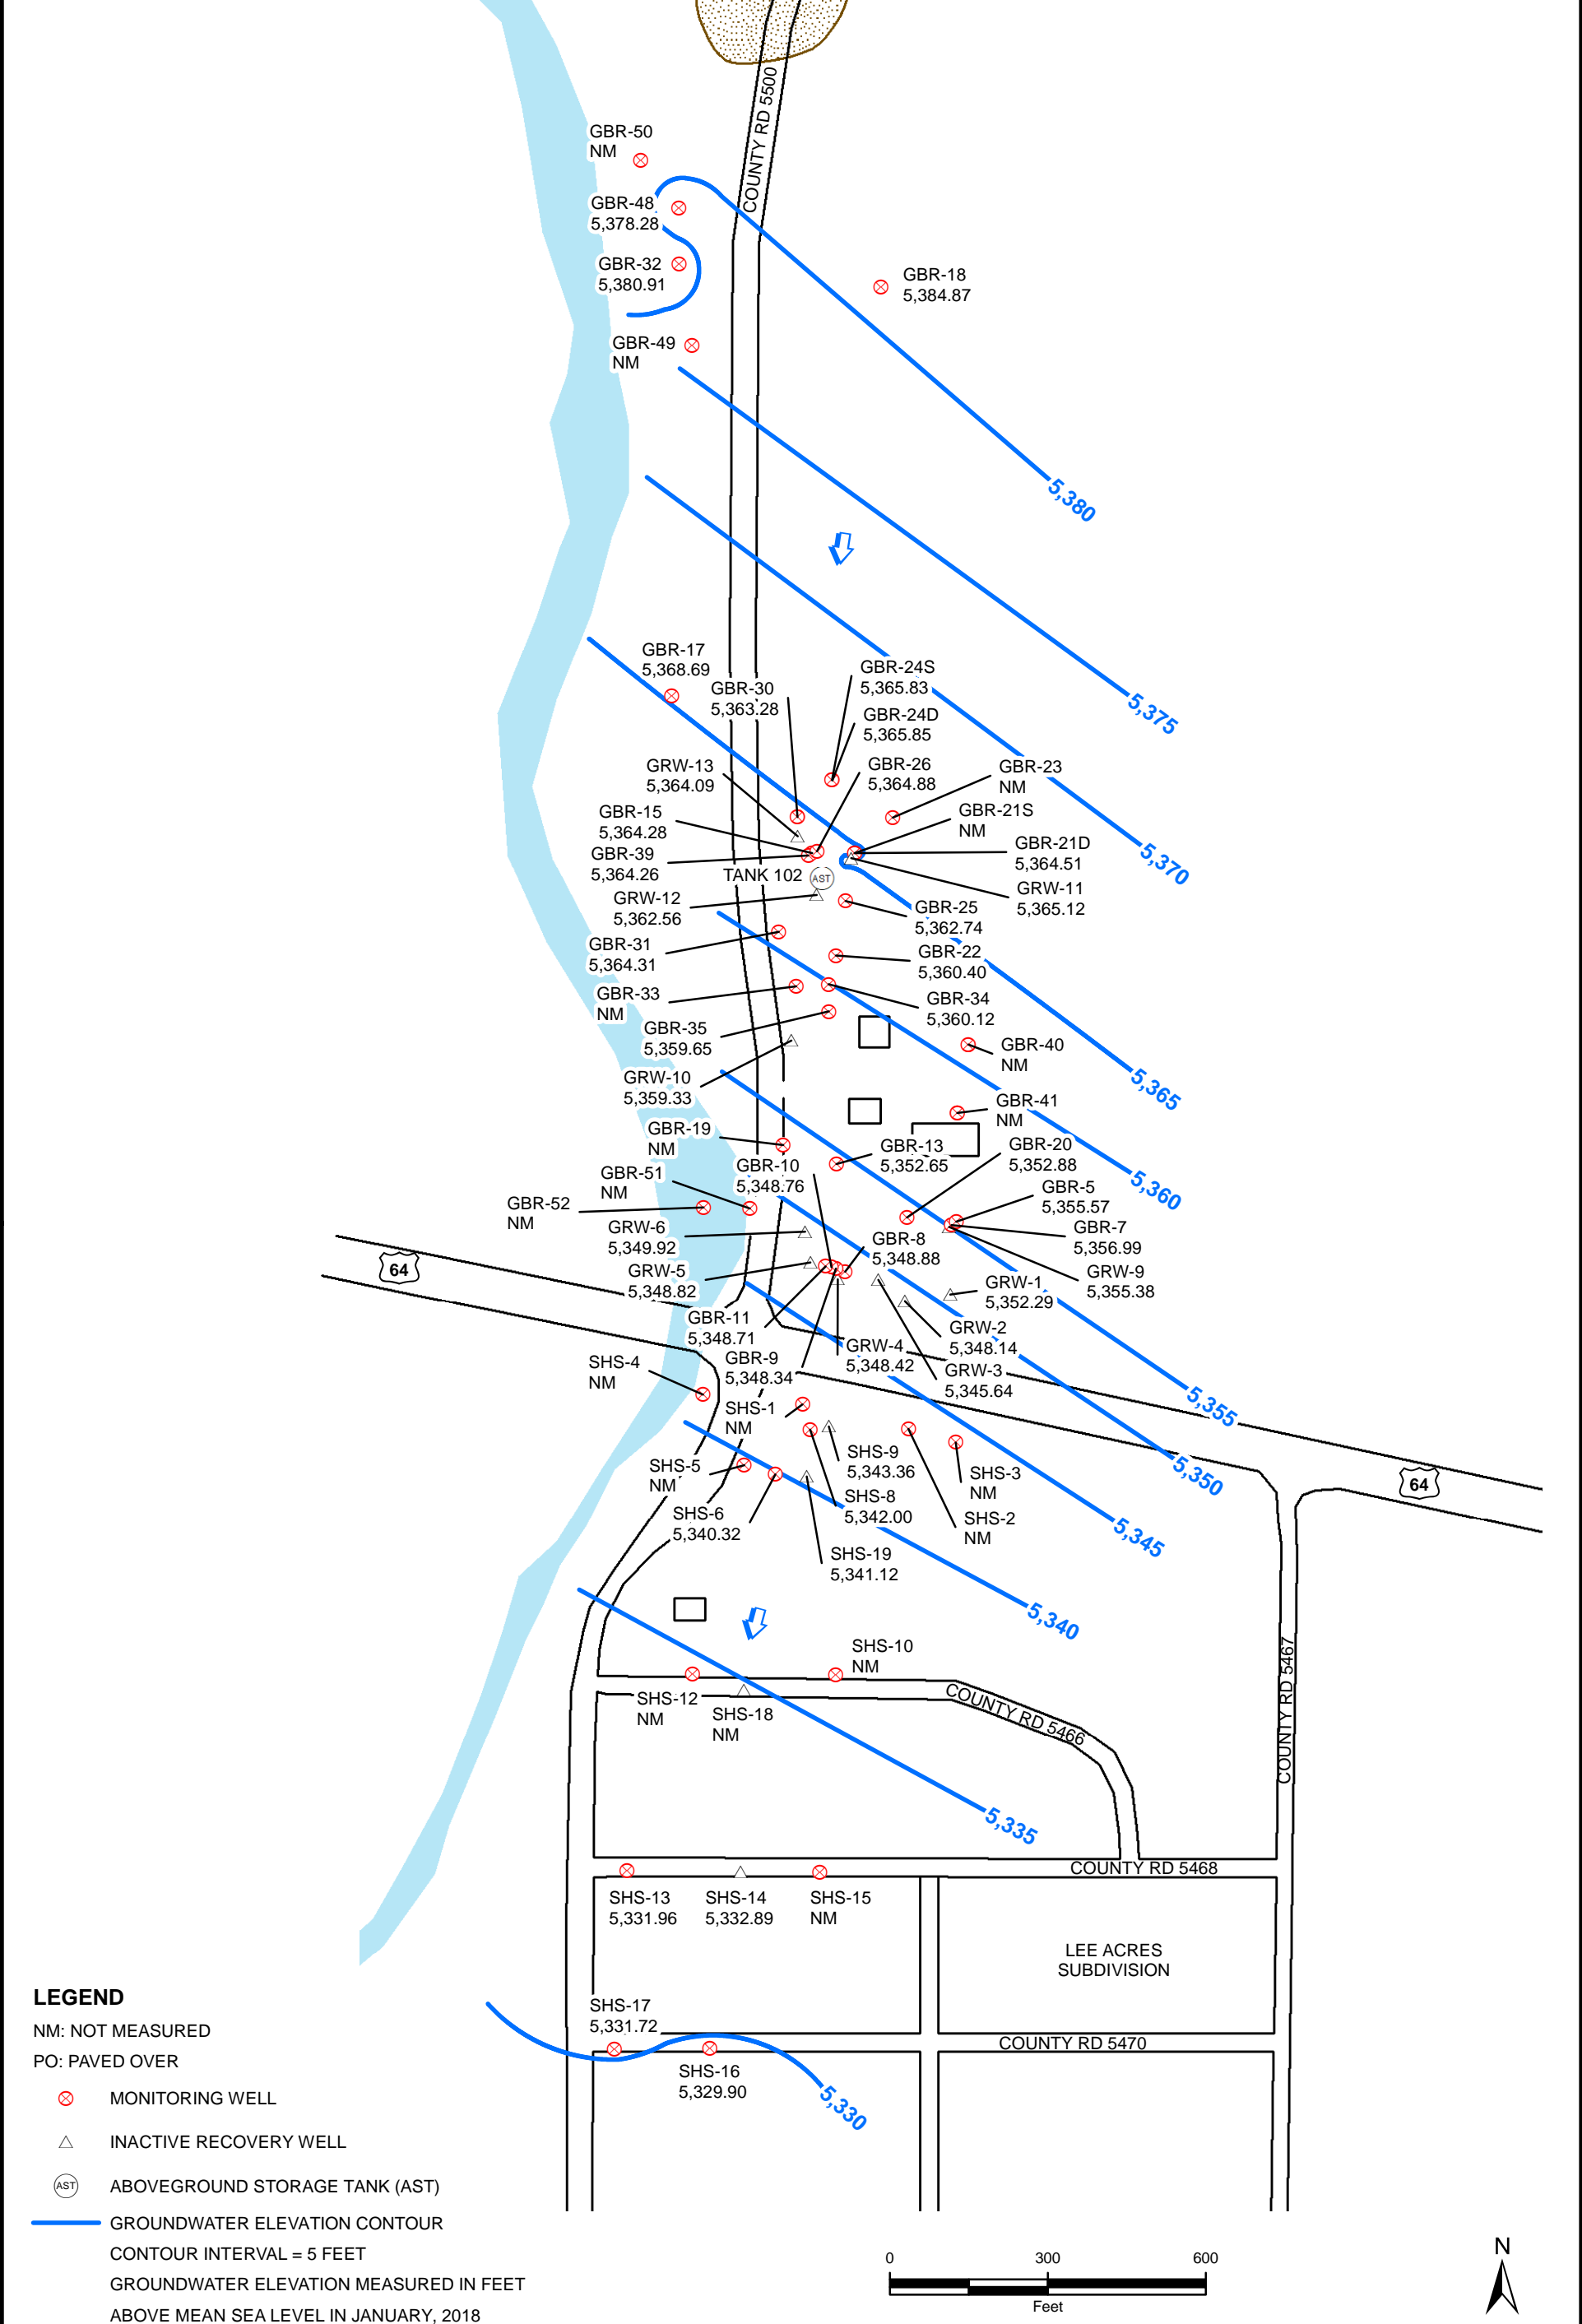 COUNTY RD 5500
GBR-50
NM
GBR-48
5,378.28
GBR-32
5,380.91
GBR-18
5,384.87
GBR-49
NM
5,380
GBR-17
5,368.69
GBR-30
5,363.28
GBR-24S
5,365.83
5,375
GBR-24D
5,365.85
GRW-13
5,364.09
GBR-26
5,364.88
GBR-23
NM
GBR-15
5,364.28
GBR-21S
NM
GBR-39
5,364.26
GBR-21D
5,364.51
5,370
TANK 102
AST
GRW-11
5,365.12
GRW-12
5,362.56
GBR-25
5,362.74
GBR-31
5,364.31
GBR-22
5,360.40
GBR-33
NM
GBR-34
5,360.12
GBR-35
5,359.65
GBR-40
NM
GRW-10
5,359.33
5,365
GBR-41
NM
GBR-19
NM
GBR-13
5,352.65
GBR-20
5,352.88
GBR-10
5,348.76
GBR-51
NM
5,360
GBR-5
5,355.57
GBR-52
NM
GRW-6
5,349.92
GBR-7
5,356.99
GBR-8
5,348.88
64
GRW-5
5,348.82
GRW-9
5,355.38
GRW-1
5,352.29
GBR-11
5,348.71
GRW-2
5,348.14
GRW-4
5,348.42
GBR-9
5,348.34
SHS-4
NM
GRW-3
5,345.64
5,355
SHS-1
NM
SHS-9
5,343.36
SHS-5
NM
SHS-3
NM
5,350
64
SHS-8
5,342.00
SHS-6
5,340.32
SHS-2
NM
5,345
SHS-19
5,341.12
5,340
SHS-10
NM
COUNTY RD 5467
SHS-12
NM
SHS-18
NM
COUNTY RD 5466
5,335
COUNTY RD 5468
SHS-13
5,331.96
SHS-14
5,332.89
SHS-15
NM
LEE ACRES
SUBDIVISION
SHS-17
5,331.72
COUNTY RD 5470
SHS-16
5,329.90
5,330
LEGEND
NM: NOT MEASURED
PO: PAVED OVER
MONITORING WELL
INACTIVE RECOVERY WELL
AST ABOVEGROUND STORAGE TANK (AST)
GROUNDWATER ELEVATION CONTOUR
CONTOUR INTERVAL = 5 FEET
GROUNDWATER ELEVATION MEASURED IN FEET
ABOVE MEAN SEA LEVEL IN JANUARY, 2018
0 300 600
Feet
N